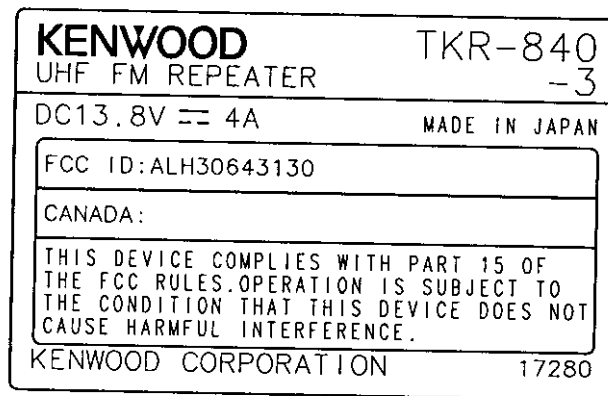 KENWOOD TKR-840
UHF FM REPEATER -3
DC13.8V ⎓ 4A MADE IN JAPAN
FCC ID:ALH30643130
CANADA:
THIS DEVICE COMPLIES WITH PART 15 OF
THE FCC RULES.OPERATION IS SUBJECT TO
THE CONDITION THAT THIS DEVICE DOES NOT
CAUSE HARMFUL INTERFERENCE.
KENWOOD CORPORATION 17280